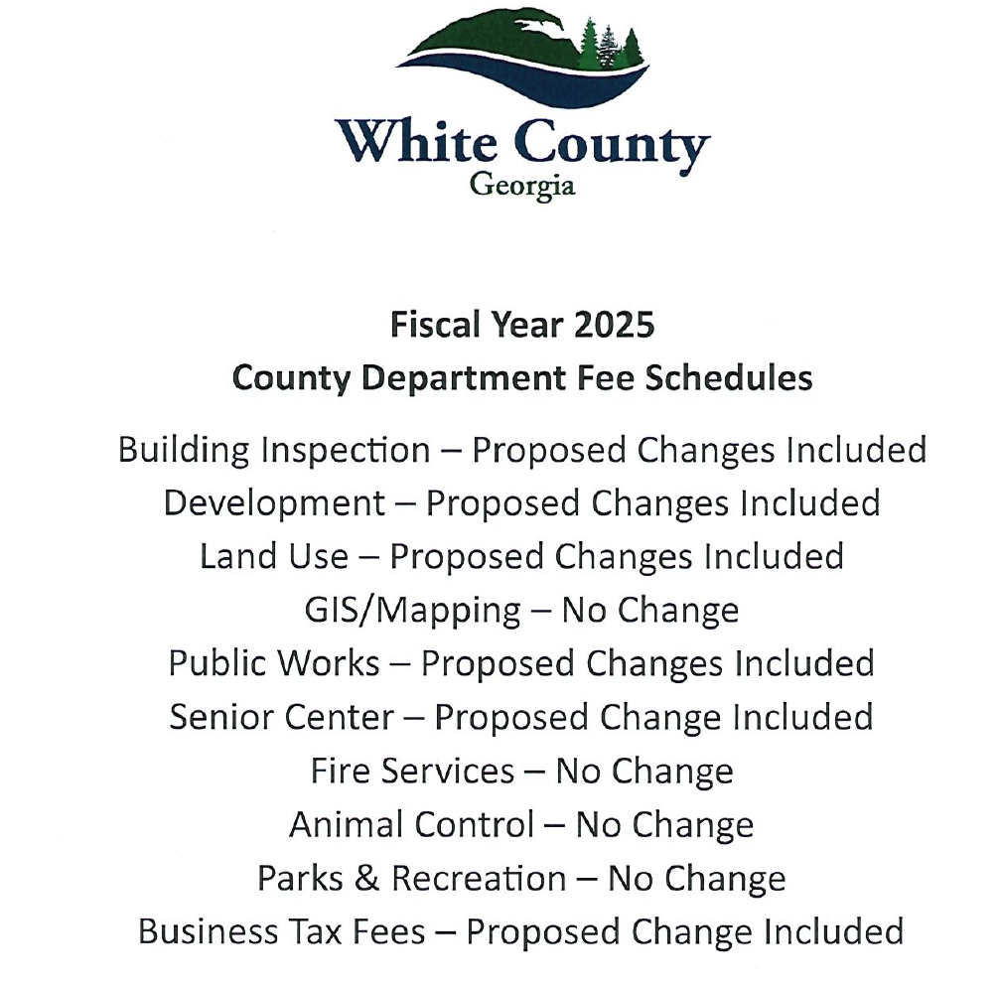 White County
Georgia
Fiscal Year 2025
County Department Fee Schedules
Building Inspection – Proposed Changes Included
Development – Proposed Changes Included
Land Use – Proposed Changes Included
GIS/Mapping – No Change
Public Works – Proposed Changes Included
Senior Center – Proposed Change Included
Fire Services – No Change
Animal Control – No Change
Parks & Recreation – No Change
Business Tax Fees – Proposed Change Included